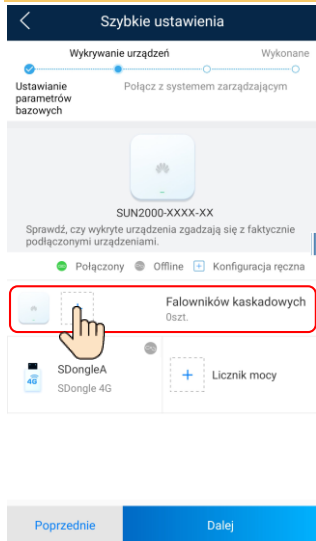 Szybkie ustawienia
Wykrywanie urządzeń
Wykonane
Ustawianie
parametrów
bazowych
Połącz z systemem zarządzającym
SUN2000-XXXX-XX
Sprawdź, czy wykryte urządzenia zgadzają się z faktycznie
podłączonymi urządzeniami.
Połączony
Offline
Konfiguracja ręczna
Falowników kaskadowych
0szt.
4G
SDongleA
SDongle 4G
Licznik mocy
Poprzednie
Dalej